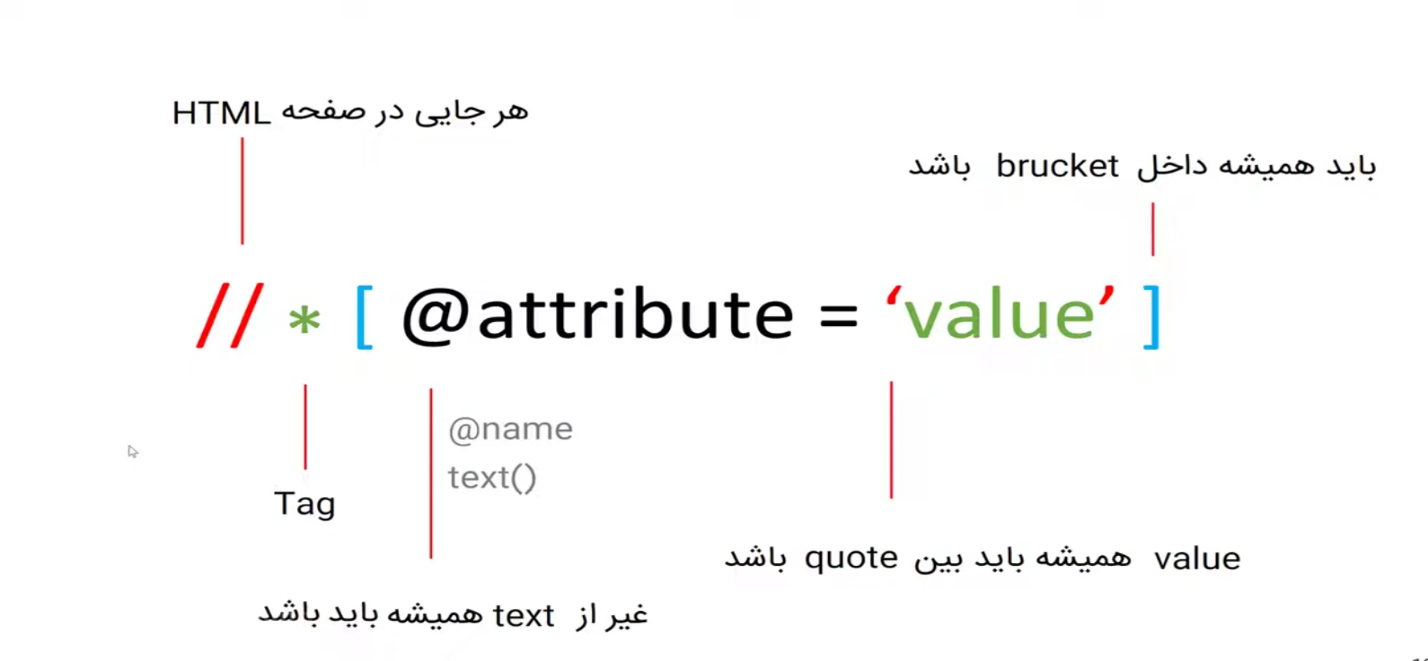 هر جایی در صفحه HTML
باید همیشه داخل brucket باشد
// * [ @attribute = ‘value’ ]
@name
text()
Tag
value همیشه باید بین quote باشد
غیر از text همیشه باید باشد